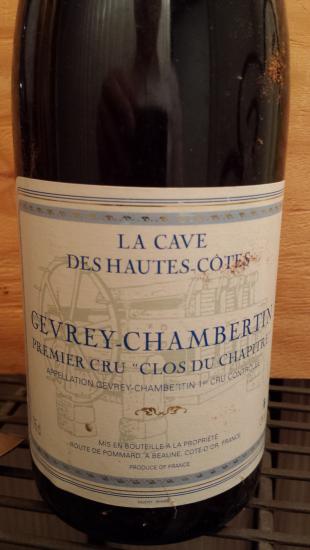 LA CAVE
DES HAUTES-CÔTES
GEVREY-CHAMBERTIN
PREMIER CRU "CLOS DU CHAPITRE
APPELLATION GEVREY-CHAMBERTIN 1er CRU CONTRÔLÉE
MIS EN BOUTEILLE A LA PROPRIÉTÉ
ROUTE DE POMMARD, A BEAUNE, COTE-D'OR, FRANCE
PRODUCE OF FRANCE